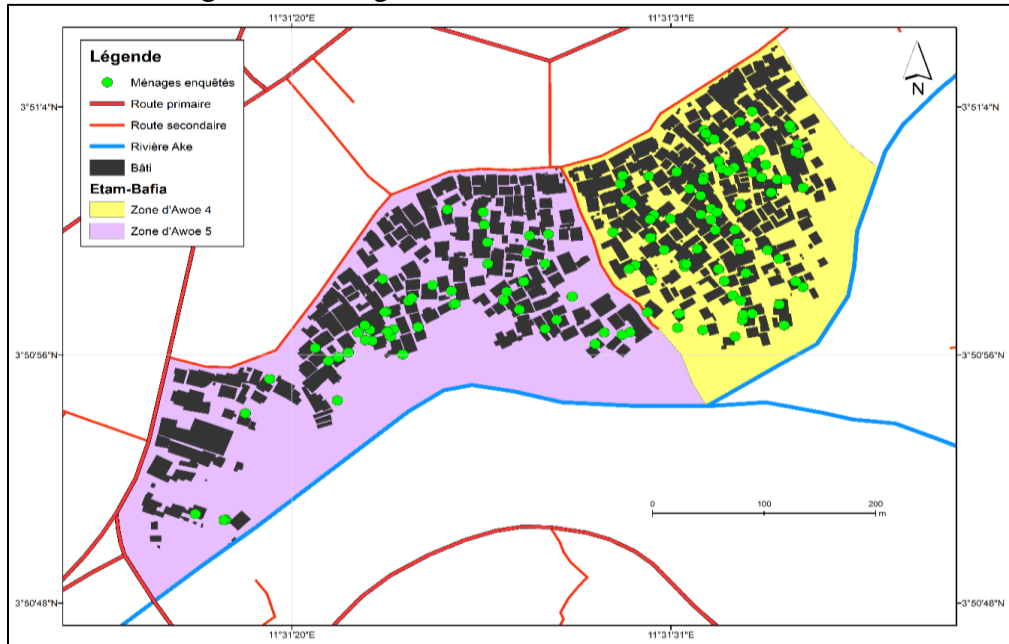 11°31'20"E 11°31'31"E
Légende
Ménages enquêtés
Route primaire
Route secondaire
Rivière Ake
Bâti
Etam-Bafia
Zone d'Awoe 4
Zone d'Awoe 5
N
3°51'4"N 3°51'4"N
3°50'56"N 3°50'56"N
0 100 200
m
3°50'48"N 3°50'48"N
11°31'20"E 11°31'31"E